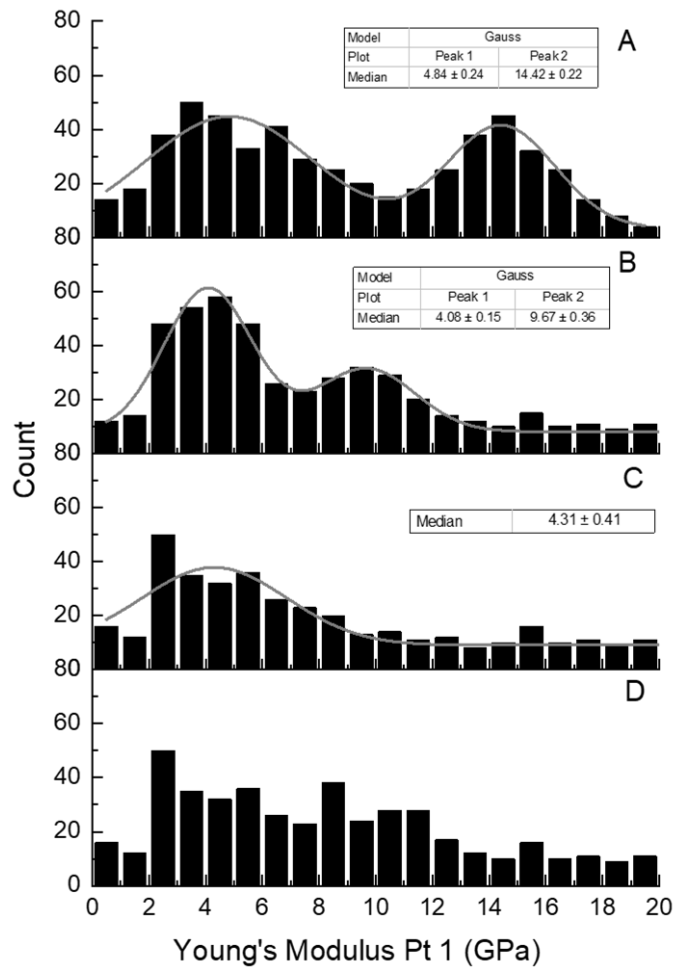 80
A
Model Gauss
Plot Peak 1 Peak 2
Median 4.84 ± 0.24 14.42 ± 0.22
60
40
20
80
B
Model Gauss
Plot Peak 1 Peak 2
Median 4.08 ± 0.15 9.67 ± 0.36
60
40
20
80
C
Median 4.31 ± 0.41
60
40
20
80
D
60
40
20
0
0 2 4 6 8 10 12 14 16 18 20
Count
Young's Modulus Pt 1 (GPa)